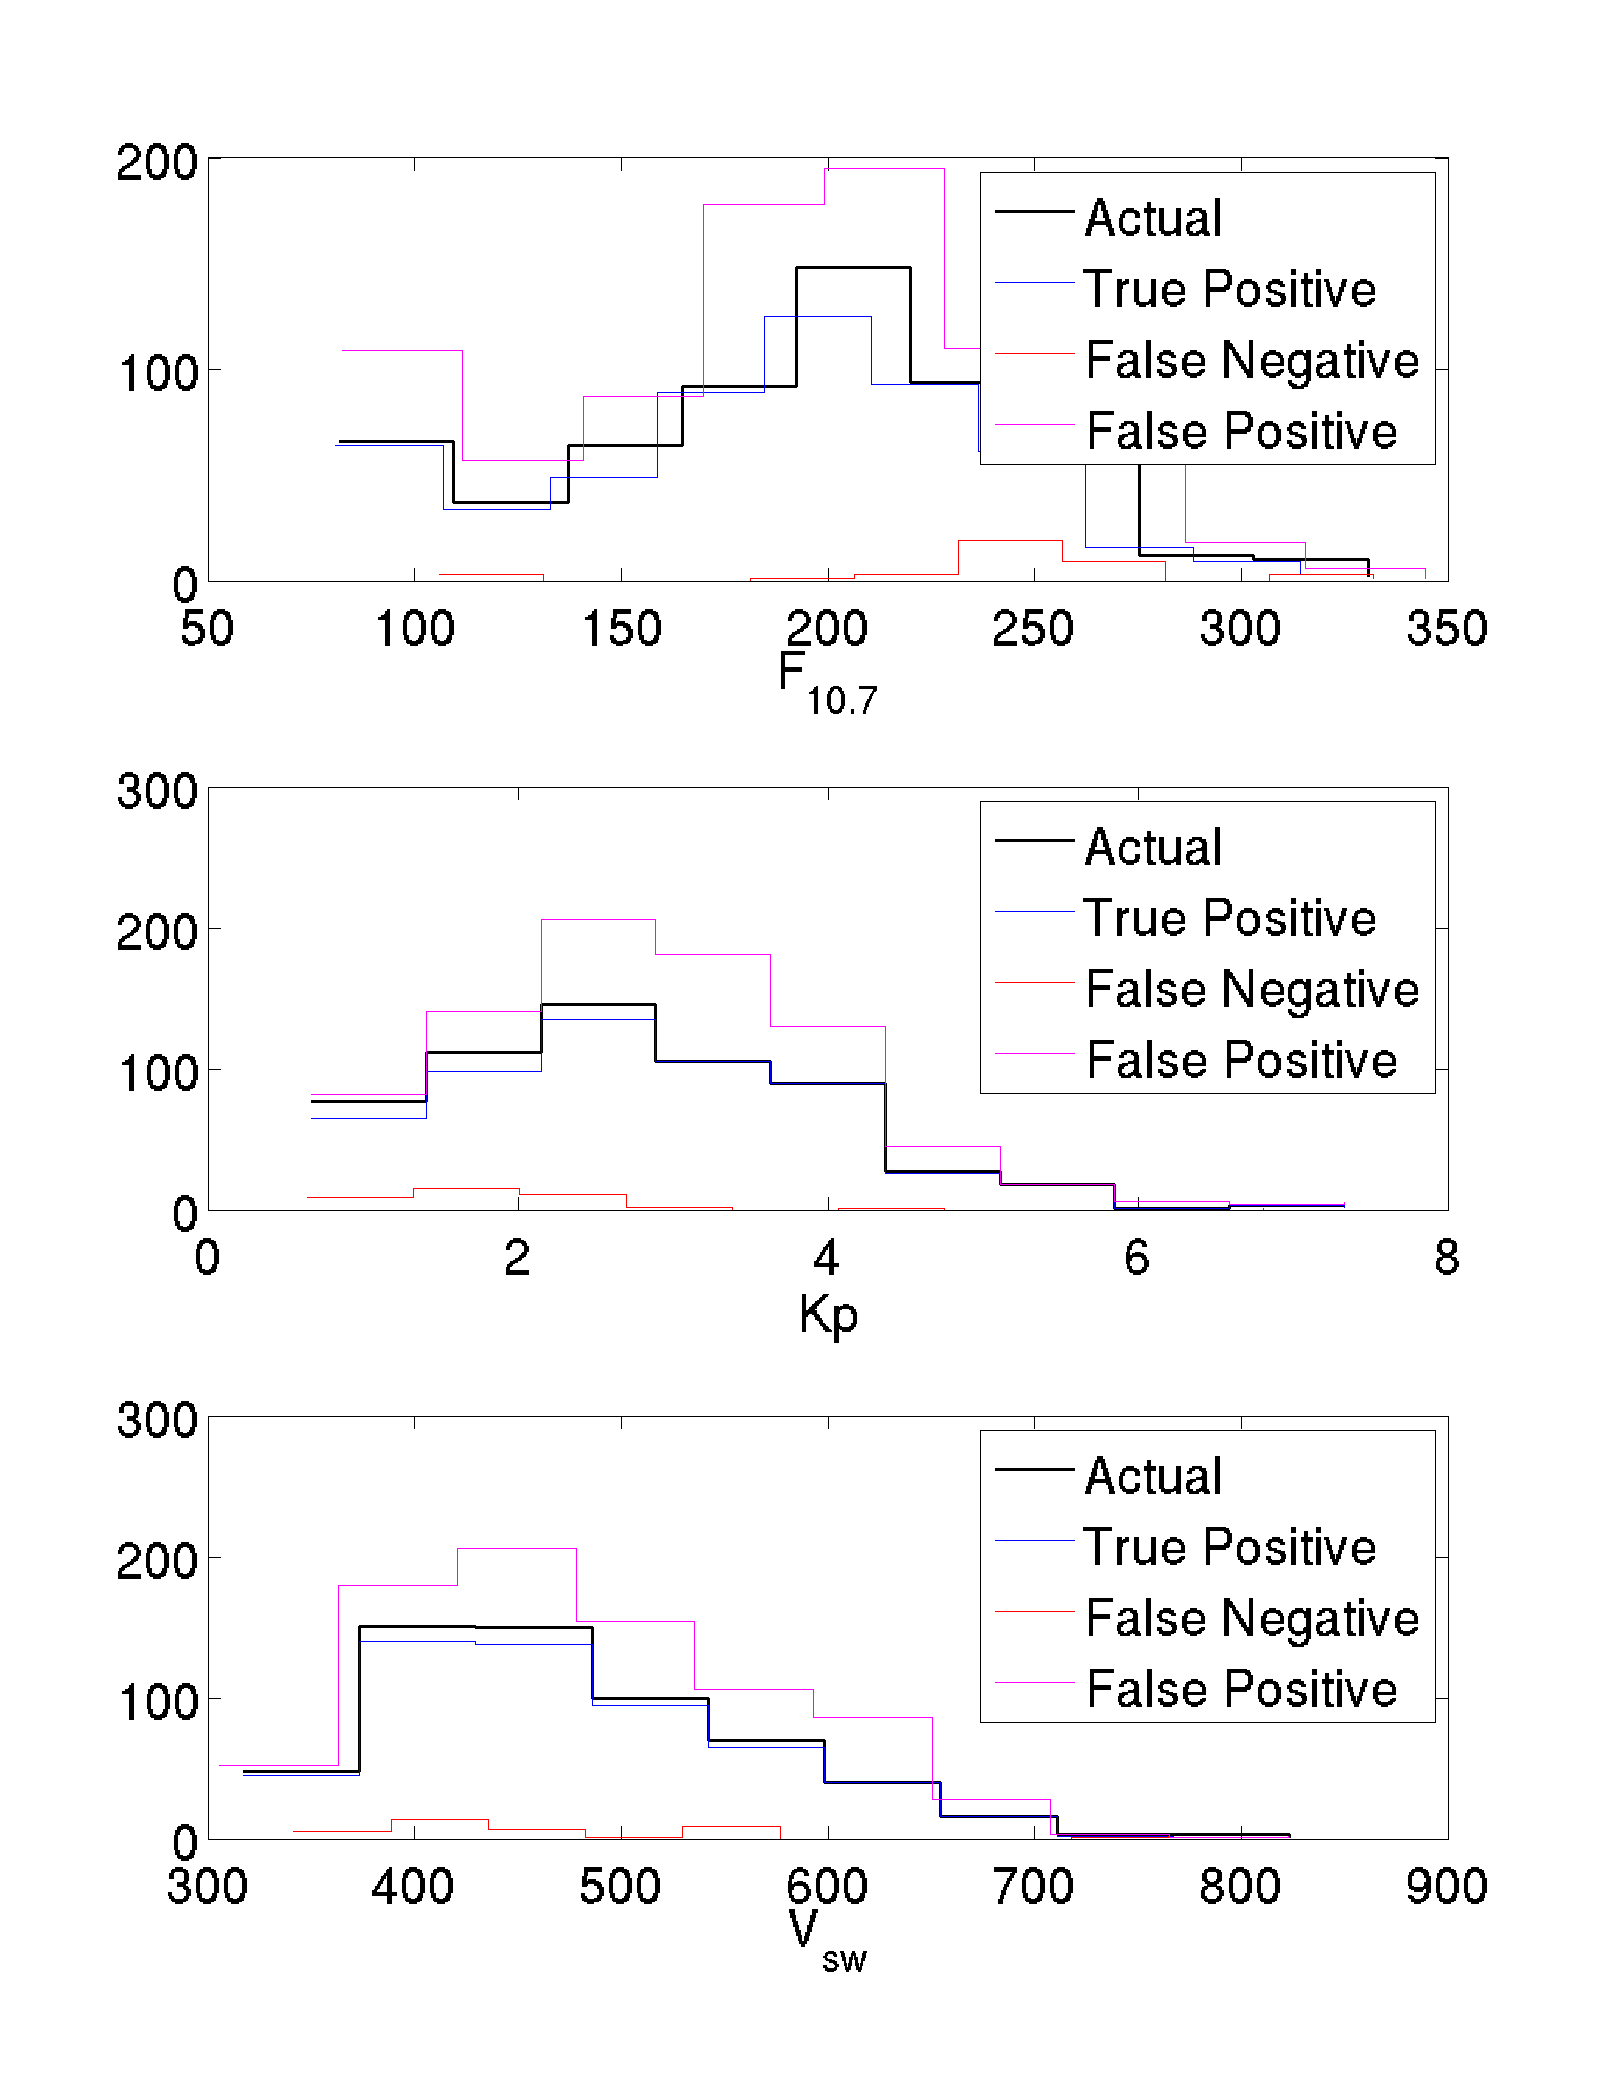 200
100
0
50 100 150 200 250 300 350
F10.7
Actual
True Positive
False Negative
False Positive
300
200
100
0
0 2 4 6 8
Kp
Actual
True Positive
False Negative
False Positive
300
200
100
0
300 400 500 600 700 800 900
Vsw
Actual
True Positive
False Negative
False Positive